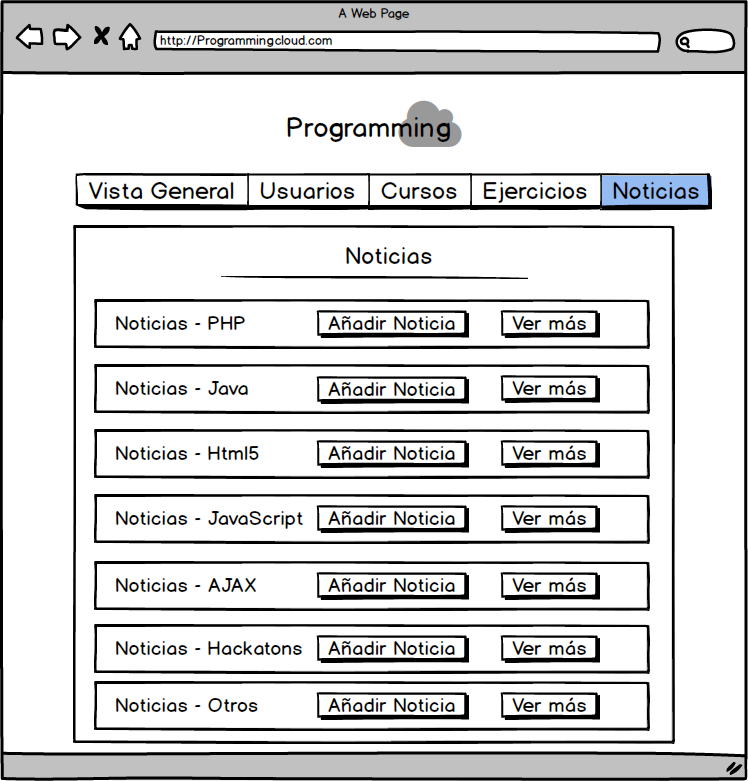 A Web Page
http://Programmingcloud.com
Programming
Vista General Usuarios Cursos Ejercicios Noticias
Noticias
Noticias - PHP Añadir Noticia Ver más
Noticias - Java Añadir Noticia Ver más
Noticias - Html5 Añadir Noticia Ver más
Noticias - JavaScript Añadir Noticia Ver más
Noticias - AJAX Añadir Noticia Ver más
Noticias - Hackatons Añadir Noticia Ver más
Noticias - Otros Añadir Noticia Ver más